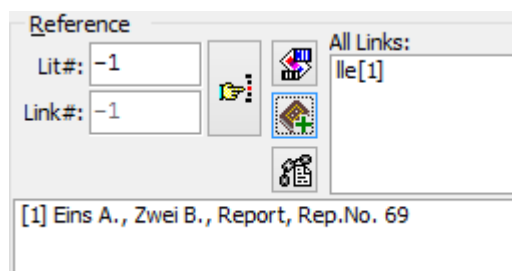 Reference
Lit#: -1
Link#: -1
All Links:
lle[1]
[1] Eins A., Zwei B., Report, Rep.No. 69